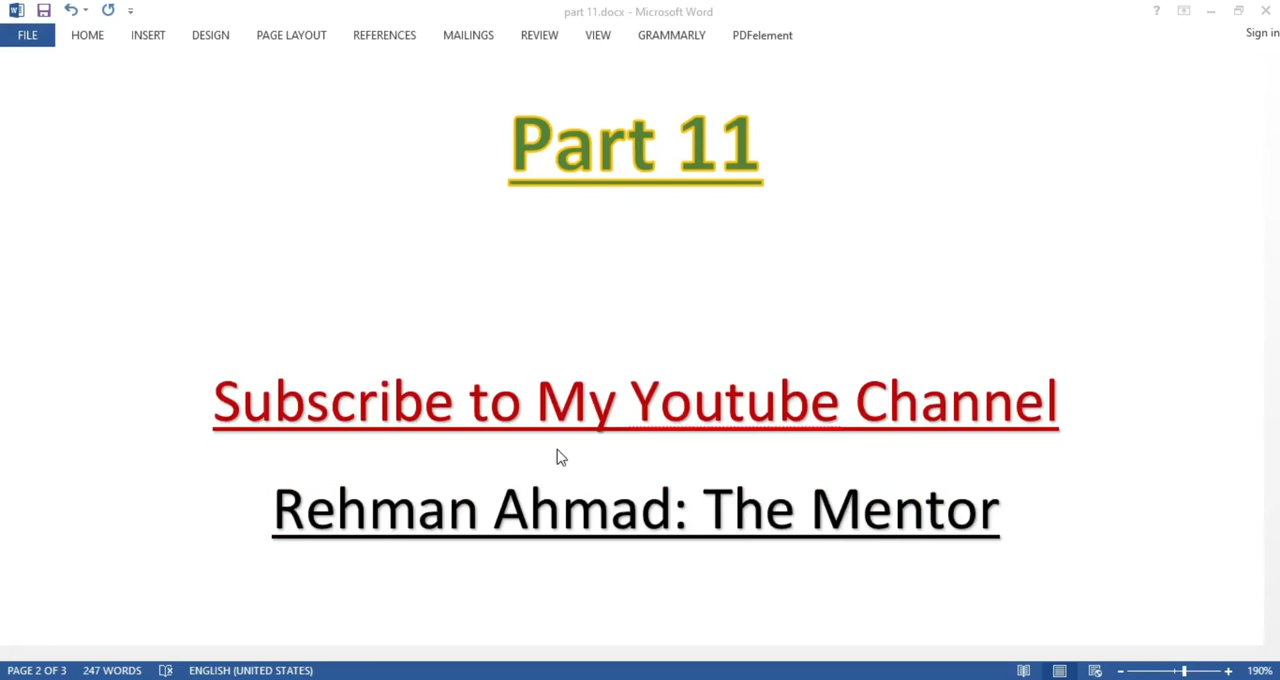 part 11.docx - Microsoft Word
Sign in
FILE HOME INSERT DESIGN PAGE LAYOUT REFERENCES MAILINGS REVIEW VIEW GRAMMARLY PDFelement
Part 11
Subscribe to My Youtube Channel
Rehman Ahmad: The Mentor
PAGE 2 OF 3 247 WORDS ENGLISH (UNITED STATES) 190%